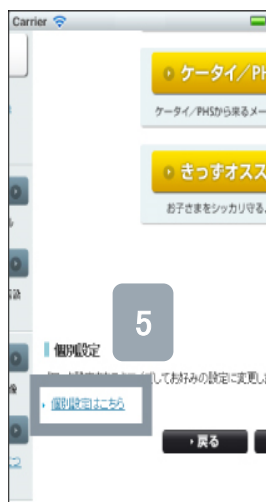 Carrier
ケータイ／PH
ケータイ／PHSから来るメー
きっずオスス
お子さまをシッカリ守る
5
個別設定
してお好みの設定に変更し
個別設定はこちら
戻る